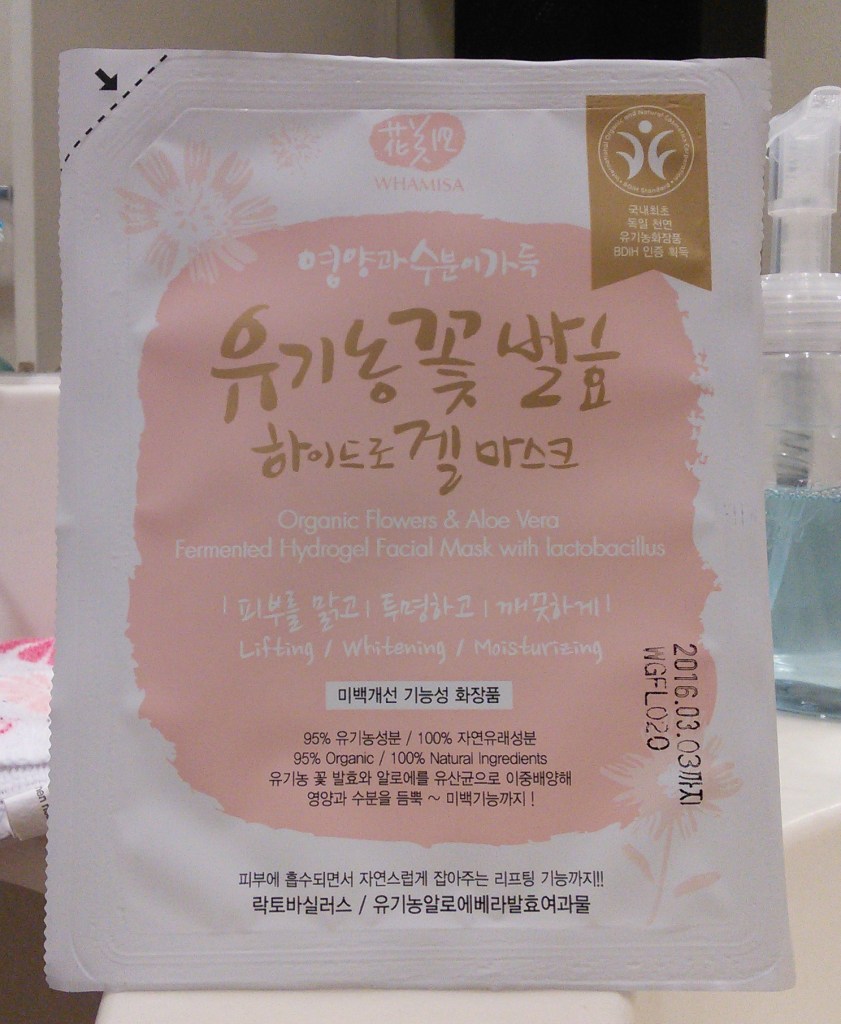 花美水
WHAMISA
International Organic and Natural Cosmetics Corporation
BDIH Standard
국내최초
독일 천연
유기농화장품
BDIH 인증 획득
영양과 수분이 가득
유기농 꽃 발효
하이드로 겔 마스크
Organic Flowers & Aloe Vera
Fermented Hydrogel Facial Mask with lactobacillus
| 피부를 맑고 | 투명하고 | 깨끗하게 |
Lifting / Whitening / Moisturizing
미백개선 기능성 화장품
2016.03.03까지
WGFL020
95% 유기농성분 / 100% 자연유래성분
95% Organic / 100% Natural Ingredients
유기농 꽃 발효와 알로에를 유산균으로 이중배양해
영양과 수분을 듬뿍 ~ 미백기능까지 !
피부에 흡수되면서 자연스럽게 잡아주는 리프팅 기능까지!!
락토바실러스 / 유기농알로에베라발효여과물